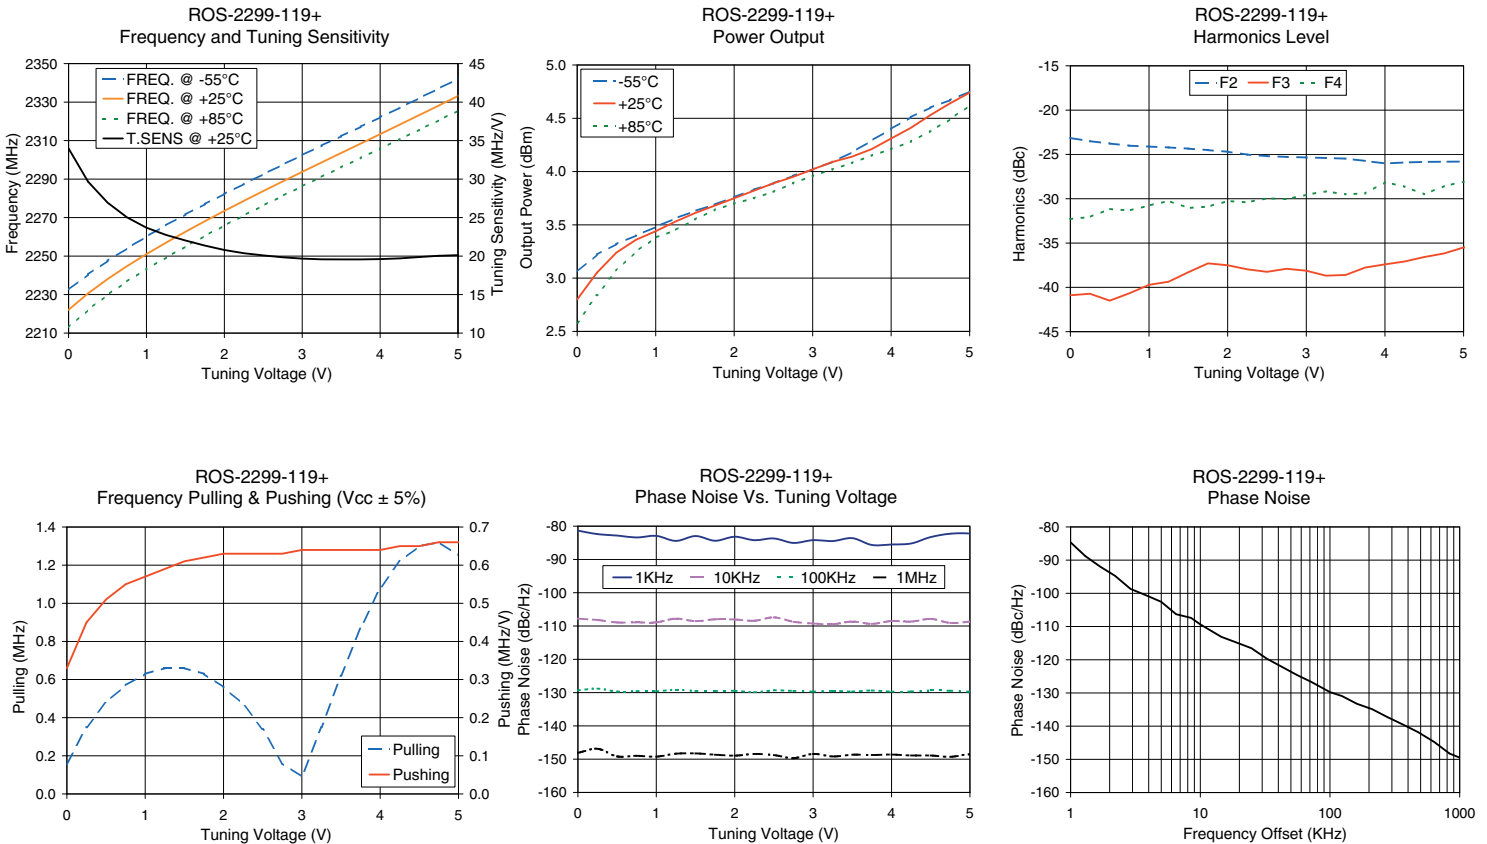 ROS-2299-119+
Frequency and Tuning Sensitivity
2350
2330
2310
2290
2270
2250
2230
2210
Frequency (MHz)
FREQ. @ -55°C
FREQ. @ +25°C
FREQ. @ +85°C
T.SENS @ +25°C
45
40
35
30
25
20
15
10
Tuning Sensitivity (MHz/V)
0 1 2 3 4 5
Tuning Voltage (V)
ROS-2299-119+
Power Output
5.0
4.5
4.0
3.5
3.0
2.5
Output Power (dBm)
-55°C
+25°C
+85°C
0 1 2 3 4 5
Tuning Voltage (V)
ROS-2299-119+
Harmonics Level
-15
-20
-25
-30
-35
-40
-45
Harmonics (dBc)
F2 F3 F4
0 1 2 3 4 5
Tuning Voltage (V)
ROS-2299-119+
Frequency Pulling & Pushing (Vcc ± 5%)
1.4
1.2
1.0
0.8
0.6
0.4
0.2
0.0
Pulling (MHz)
Pulling
Pushing
0.7
0.6
0.5
0.4
0.3
0.2
0.1
0.0
Pushing (MHz/V)
0 1 2 3 4 5
Tuning Voltage (V)
ROS-2299-119+
Phase Noise Vs. Tuning Voltage
-80
-90
-100
-110
-120
-130
-140
-150
-160
Phase Noise (dBc/Hz)
1KHz 10KHz 100KHz 1MHz
0 1 2 3 4 5
Tuning Voltage (V)
ROS-2299-119+
Phase Noise
-80
-90
-100
-110
-120
-130
-140
-150
-160
Phase Noise (dBc/Hz)
1 10 100 1000
Frequency Offset (KHz)